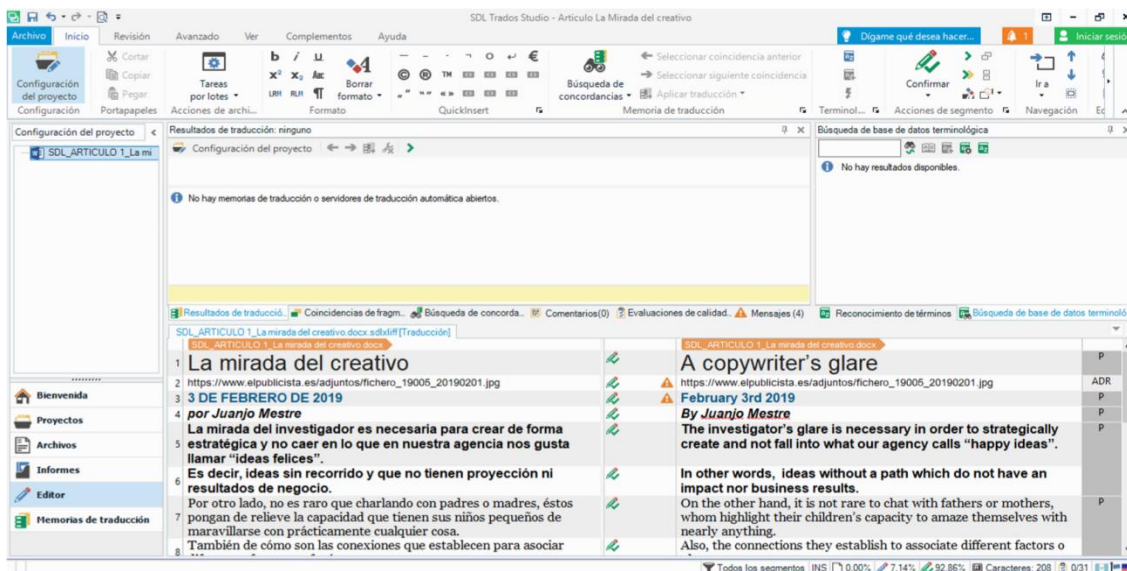 SDL Trados Studio - Articulo La Mirada del creativo
Archivo Inicio Revisión Avanzado Ver Complementos Ayuda Dígame qué desea hacer... 1 Iniciar sesió
Configuración del proyecto
Cortar
Copiar
Pegar
Tareas por lotes
Borrar formato
Búsqueda de concordancias
Seleccionar coincidencia anterior
Seleccionar siguiente coincidencia
Aplicar traducción
Confirmar
Ir a
Configuración Portapapeles Acciones de archi... Formato QuickInsert Memoria de traducción Terminol... Acciones de segmento Navegación Ec
Configuración del proyecto
SDL_ARTICULO 1_La mi
Resultados de traducción: ninguno
Configuración del proyecto
No hay memorias de traducción o servidores de traducción automática abiertos.
Búsqueda de base de datos terminológica
No hay resultados disponibles.
Resultados de traducció... Coincidencias de fragm... Búsqueda de concorda... Comentarios(0) Evaluaciones de calidad... Mensajes (4)
Reconocimiento de términos Búsqueda de base de datos terminoló
SDL_ARTICULO 1_La mirada del creativo.docx.sdlxliff [Traducción]
SDL_ARTICULO 1_La mirada del creativo.docx SDL_ARTICULO 1_La mirada del creativo.docx
1 La mirada del creativo A copywriter's glare P
2 https://www.elpublicista.es/adjuntos/fichero_19005_20190201.jpg https://www.elpublicista.es/adjuntos/fichero_19005_20190201.jpg ADR
3 3 DE FEBRERO DE 2019 February 3rd 2019 P
4 por Juanjo Mestre By Juanjo Mestre P
5 La mirada del investigador es necesaria para crear de forma The investigator's glare is necessary in order to strategically P
estratégica y no caer en lo que en nuestra agencia nos gusta create and not fall into what our agency calls "happy ideas".
llamar "ideas felices".
6 Es decir, ideas sin recorrido y que no tienen proyección ni In other words, ideas without a path which do not have an
resultados de negocio. impact nor business results.
7 Por otro lado, no es raro que charlando con padres o madres, éstos On the other hand, it is not rare to chat with fathers or mothers, P
pongan de relieve la capacidad que tienen sus niños pequeños de whom highlight their children's capacity to amaze themselves with
maravillarse con prácticamente cualquier cosa. nearly anything.
8 También de cómo son las conexiones que establecen para asociar Also, the connections they establish to associate different factors o
Bienvenida
Proyectos
Archivos
Informes
Editor
Memorias de traducción
Todos los segmentos INS 0.00% 7.14% 92.86% Caracteres: 208 0/31